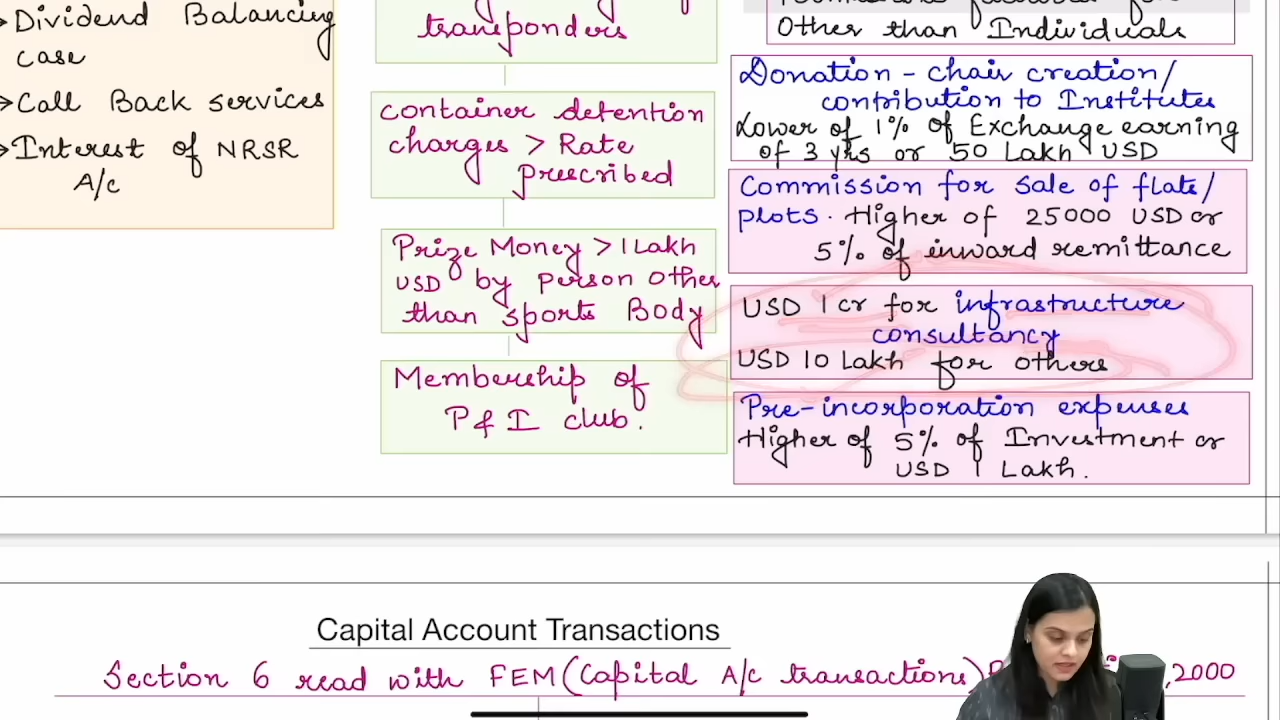 →Dividend Balancing
case
→Call Back services
→Interest of NRSR
A/c
transponders
container detention
charges > Rate
prescribed
Prize Money > 1 Lakh
USD by person other
than sports Body
Membership of
P & I club.
Other than Individuals
Donation - chair creation/
contribution to Institutes
Lower of 1% of Exchange earning
of 3 yrs or 50 Lakh USD
Commission for sale of flats/
plots. Higher of 25000 USD or
5% of inward remittance
USD 1 cr for infrastructure
consultancy
USD 10 Lakh for others
Pre-incorporation expenses
Higher of 5% of Investment or
USD 1 Lakh.
Capital Account Transactions
Section 6 read with FEM (Capital A/c transactions) ,2000